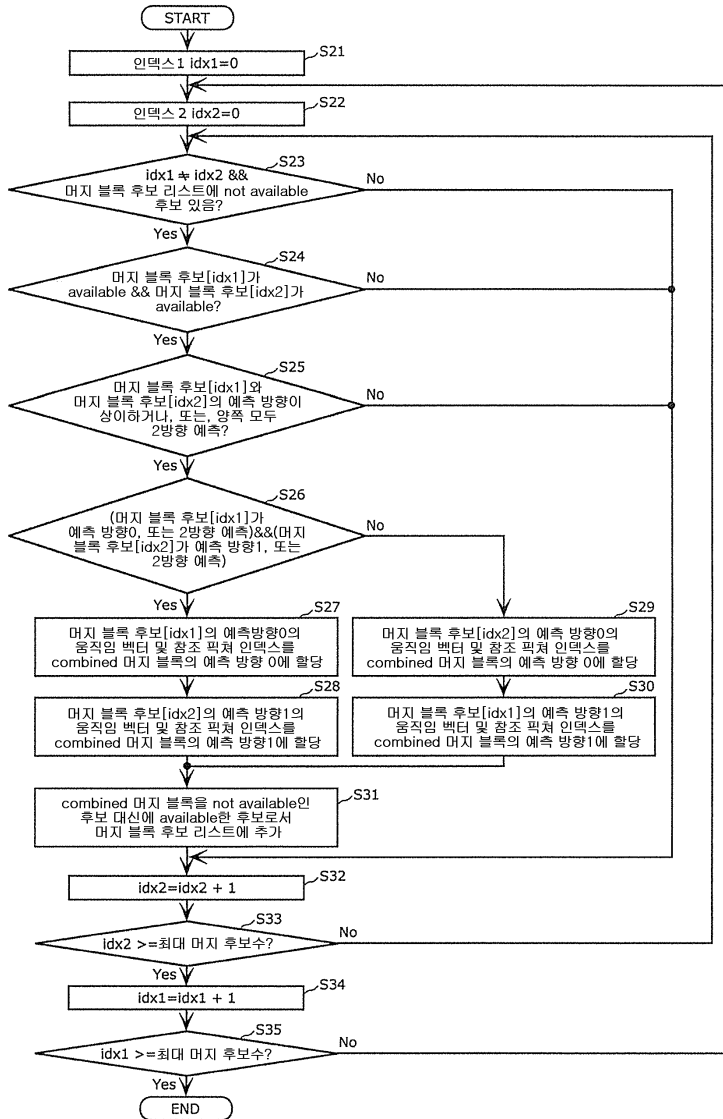 START
S21
인덱스 1 idx1=0
S22
인덱스 2 idx2=0
S23
idx1 ≠ idx2 &&
머지 블록 후보 리스트에 not available
후보 있음?
No
Yes
S24
머지 블록 후보[idx1]가
available && 머지 블록 후보[idx2]가
available?
No
Yes
S25
머지 블록 후보[idx1]와
머지 블록 후보[idx2]의 예측 방향이
상이하거나, 또는, 양쪽 모두
2방향 예측?
No
Yes
S26
(머지 블록 후보[idx1]가
예측 방향0, 또는 2방향 예측)&&(머지
블록 후보[idx2]가 예측 방향1, 또는
2방향 예측)
No
Yes
S27
머지 블록 후보[idx1]의 예측방향0의
움직임 벡터 및 참조 픽쳐 인덱스를
combined 머지 블록의 예측 방향 0에 할당
S29
머지 블록 후보[idx2]의 예측 방향0의
움직임 벡터 및 참조 픽쳐 인덱스를
combined 머지 블록의 예측 방향 0에 할당
S28
머지 블록 후보[idx2]의 예측 방향1의
움직임 벡터 및 참조 픽쳐 인덱스를
combined 머지 블록의 예측 방향1에 할당
S30
머지 블록 후보[idx1]의 예측 방향1의
움직임 벡터 및 참조 픽쳐 인덱스를
combined 머지 블록의 예측 방향1에 할당
S31
combined 머지 블록을 not available인
후보 대신에 available한 후보로서
머지 블록 후보 리스트에 추가
S32
idx2=idx2 + 1
S33
idx2 >=최대 머지 후보수?
No
Yes
S34
idx1=idx1 + 1
S35
idx1 >=최대 머지 후보수?
No
Yes
END